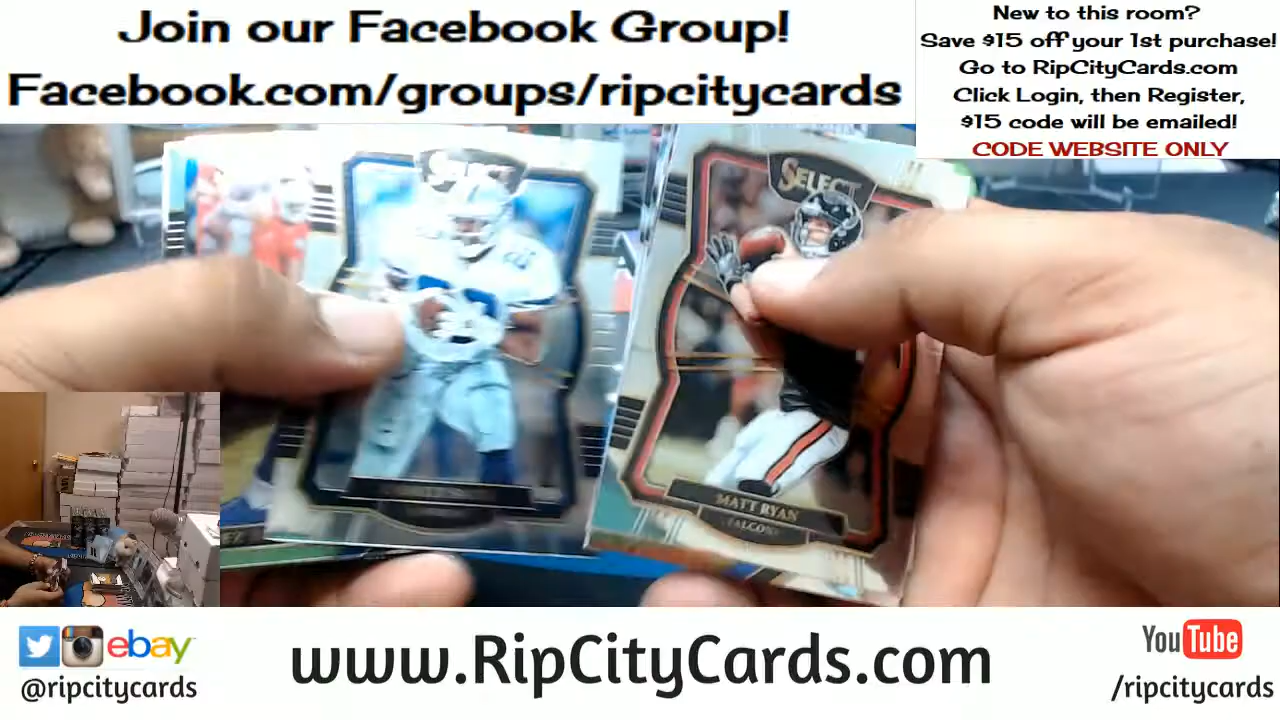 Join our Facebook Group!
Facebook.com/groups/ripcitycards
New to this room?
Save $15 off your 1st purchase!
Go to RipCityCards.com
Click Login, then Register,
$15 code will be emailed!
CODE WEBSITE ONLY
SELECT
SELECT
MATT RYAN
FALCONS
ebay
@ripcitycards
www.RipCityCards.com
YouTube
/ripcitycards